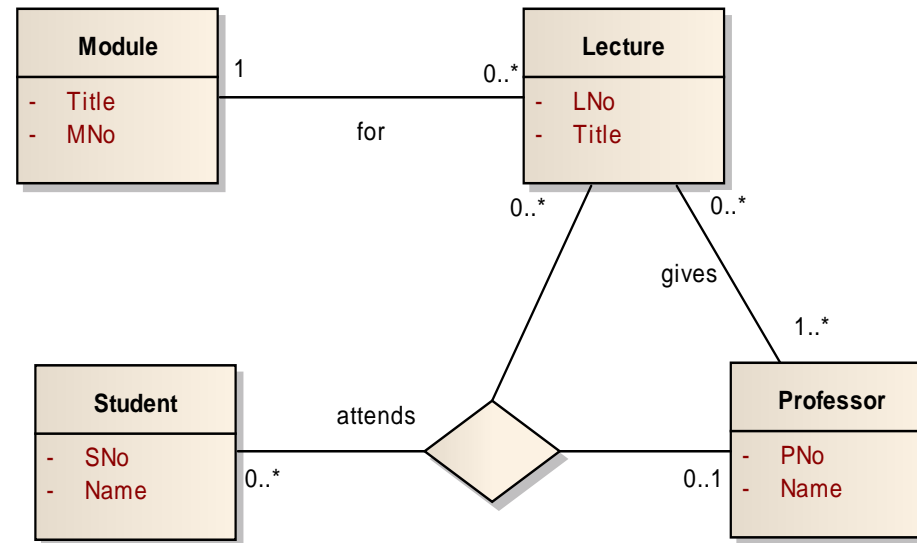 Module
- Title
- MNo
1
0..*
for
Lecture
- LNo
- Title
0..*
0..*
gives
1..*
Student
- SNo
- Name
0..*
attends
0..1
Professor
- PNo
- Name